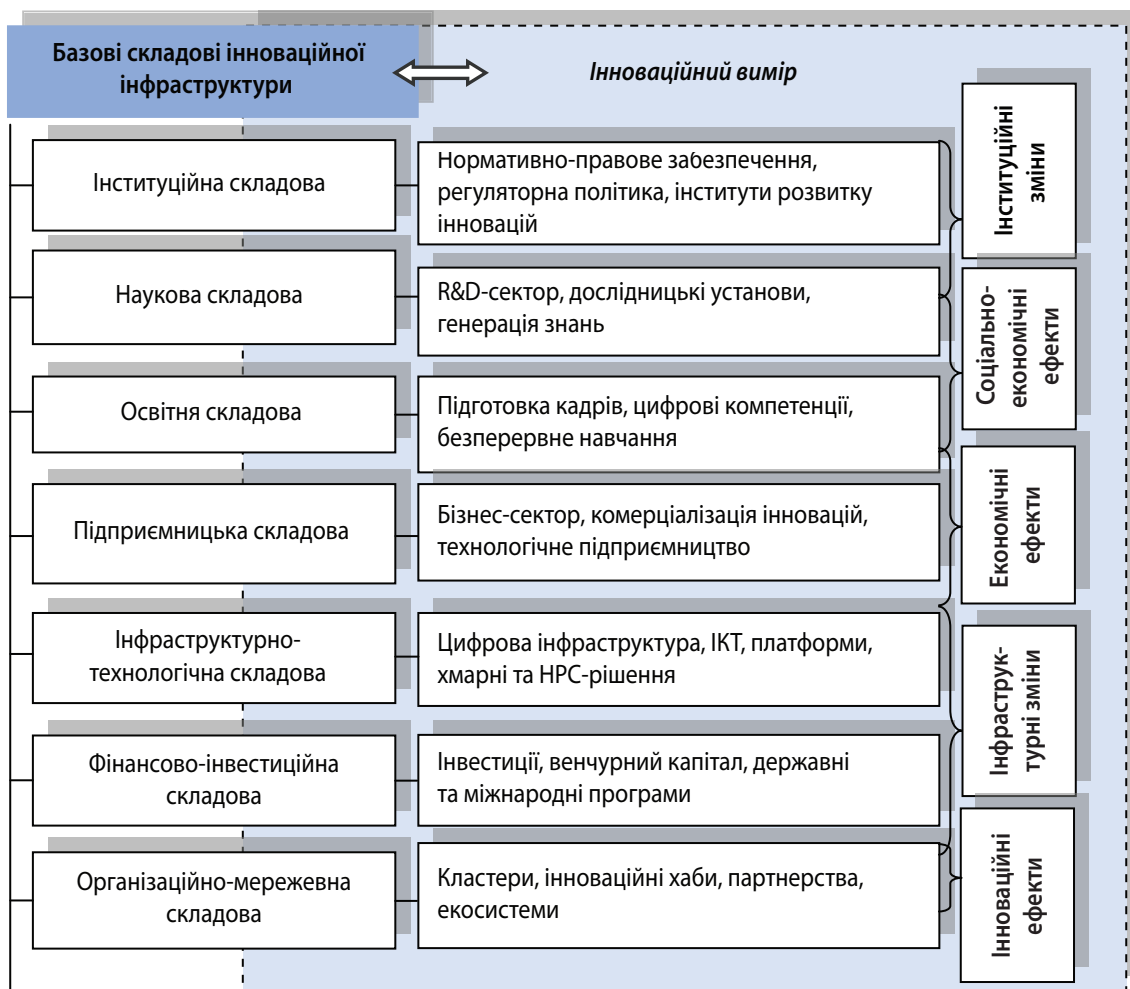 Базові складові інноваційної
інфраструктури
Інноваційний вимір
Інституційна складова
Нормативно-правове забезпечення,
регуляторна політика, інститути розвитку
інновацій
Інституційні
зміни
Наукова складова
R&D-сектор, дослідницькі установи,
генерація знань
Соціально-
економічні
ефекти
Освітня складова
Підготовка кадрів, цифрові компетенції,
безперервне навчання
Підприємницька складова
Бізнес-сектор, комерціалізація інновацій,
технологічне підприємництво
Економічні
ефекти
Інфраструктурно-
технологічна складова
Цифрова інфраструктура, ІКТ, платформи,
хмарні та HPC-рішення
Інфраструк-
турні зміни
Фінансово-інвестиційна
складова
Інвестиції, венчурний капітал, державні
та міжнародні програми
Організаційно-мережевна
складова
Кластери, інноваційні хаби, партнерства,
екосистеми
Інноваційні
ефекти